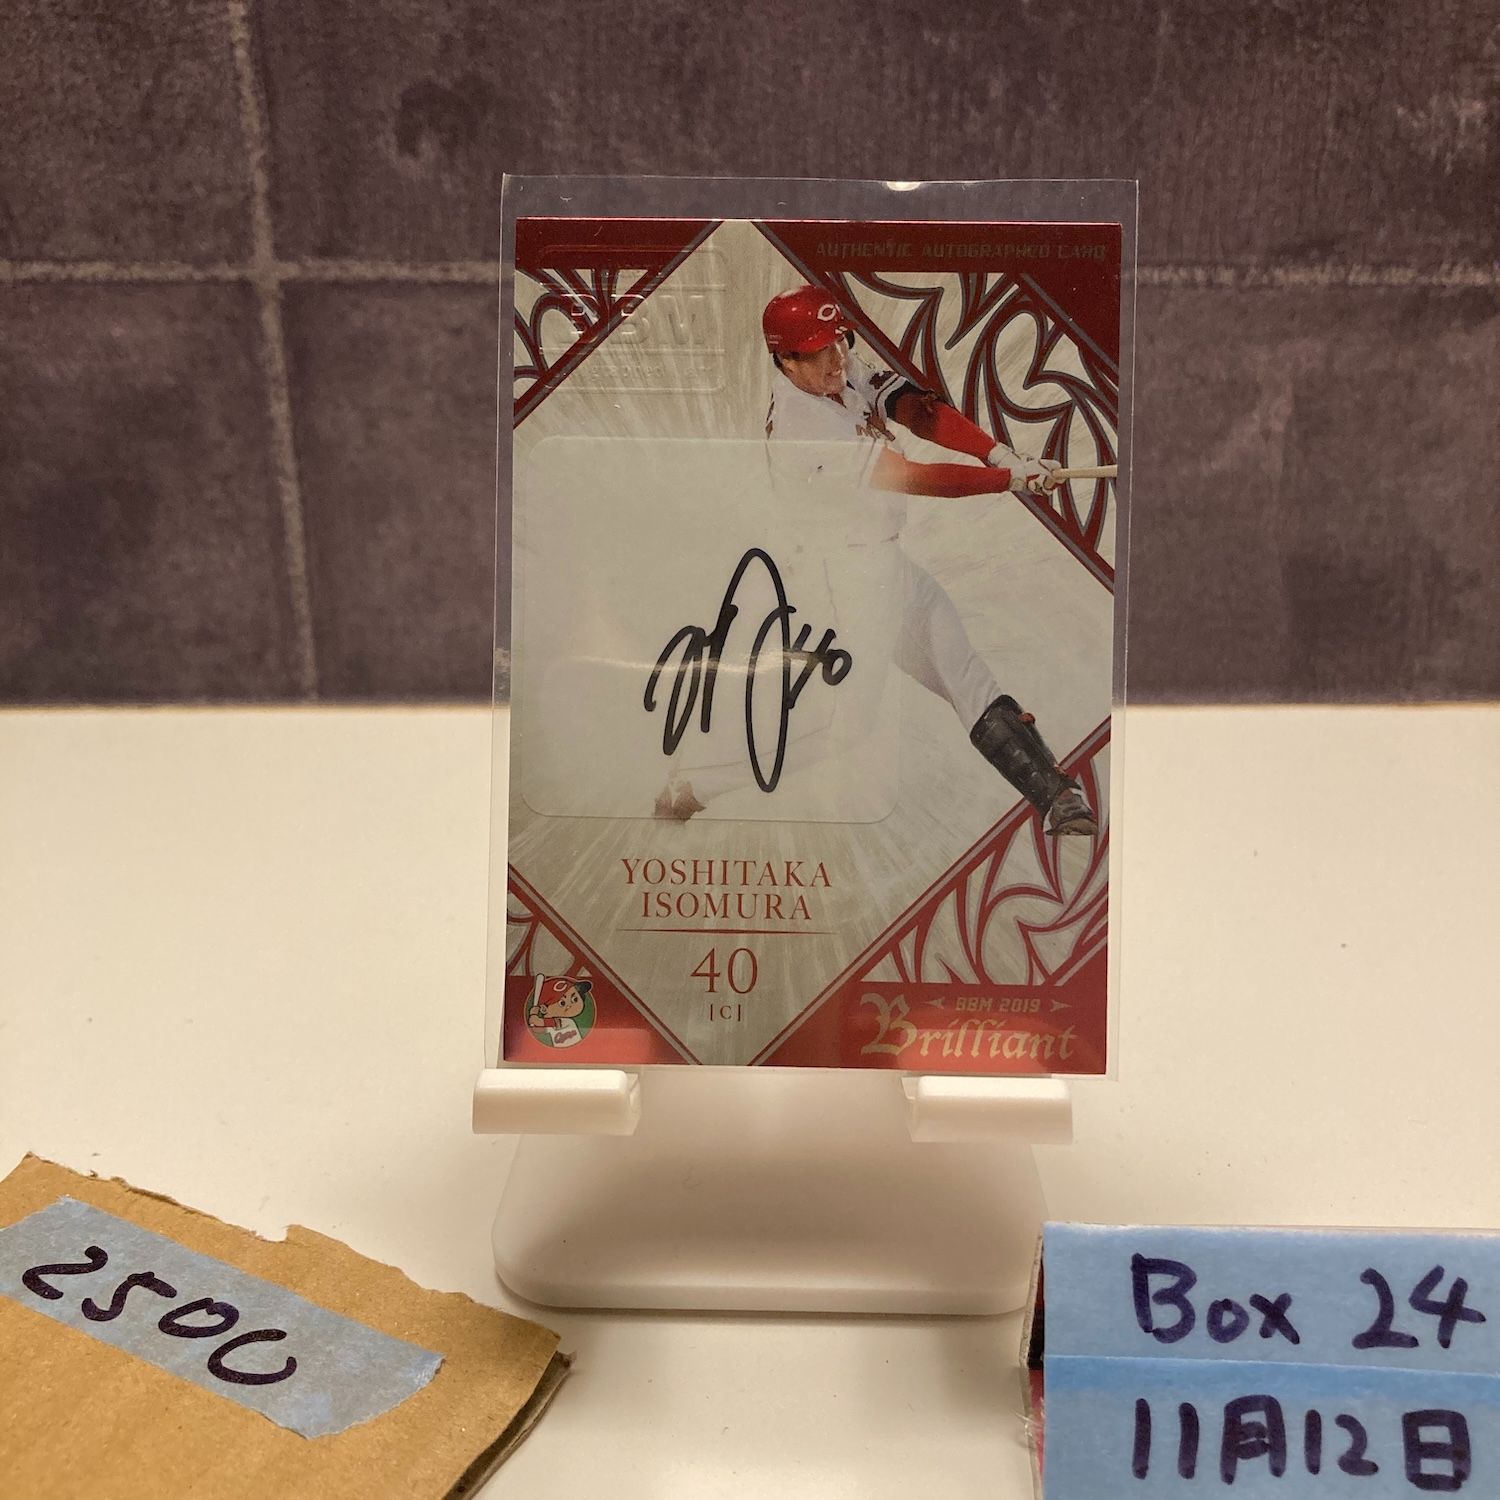 AUTHENTIC AUTOGRAPHED CARD
BBM
YOSHITAKA
ISOMURA
40
[C]
BBM 2019
Brilliant
2500
Box 24
11月12日